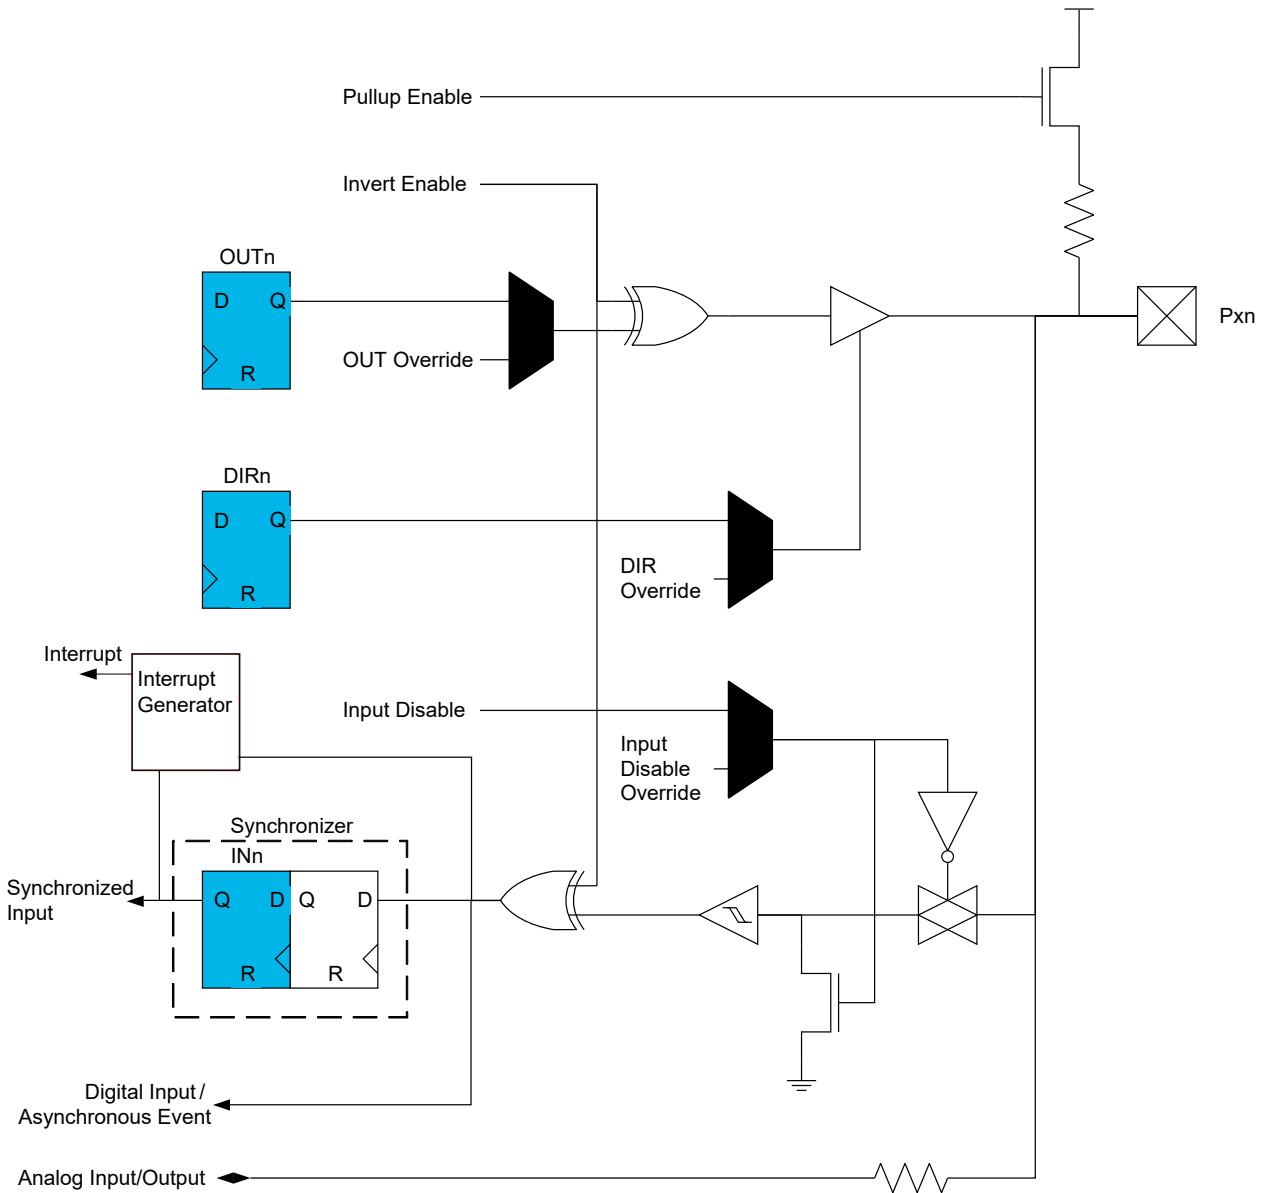 Pullup Enable
Invert Enable
OUTn
D Q
R
OUT Override
Pxn
DIRn
D Q
R
DIR
Override
Interrupt
Interrupt
Generator
Input Disable
Input
Disable
Override
Synchronizer
INn
Synchronized
Input
Q D Q D
R R
Digital Input /
Asynchronous Event
Analog Input/Output